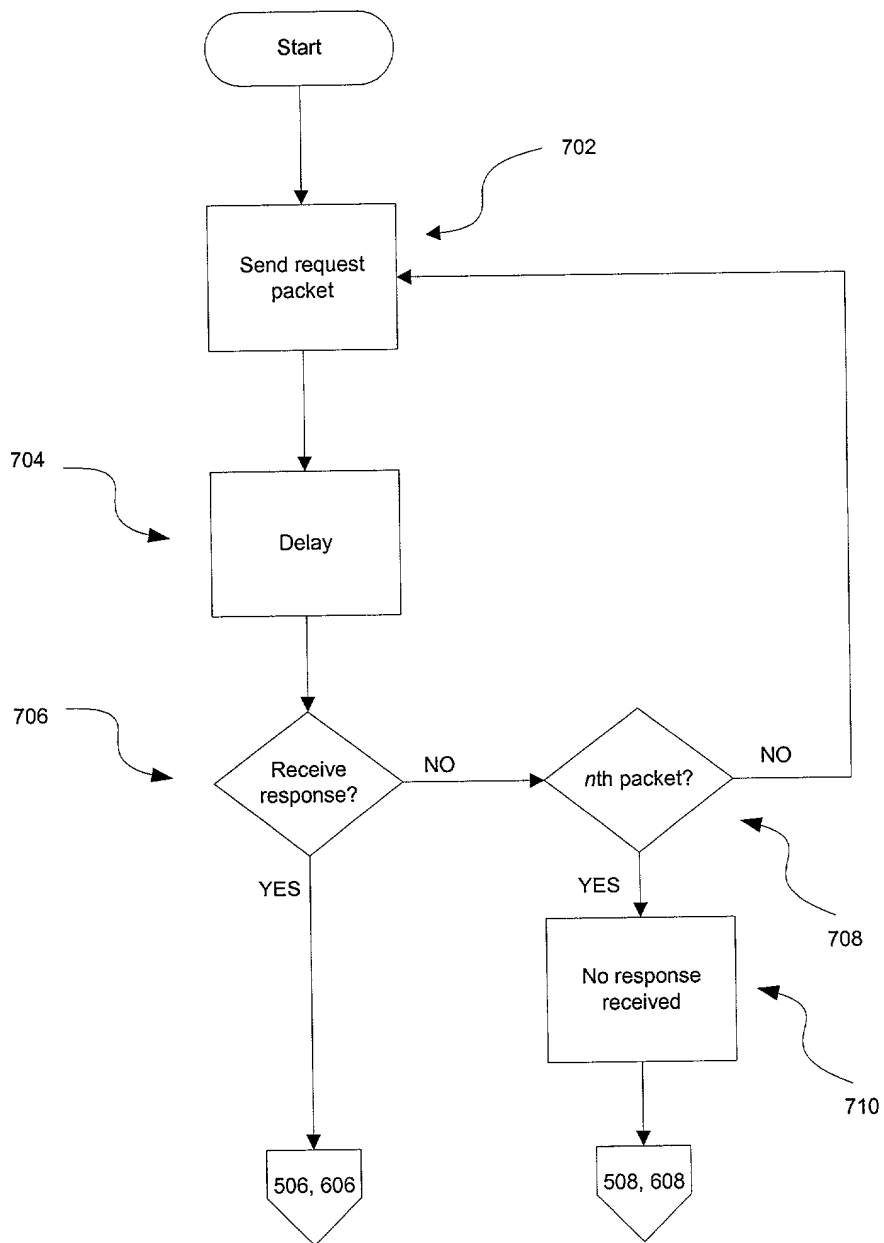 Start
702
Send request
packet
704
Delay
706
Receive
response?
NO
nth packet?
NO
YES
YES
708
No response
received
710
506, 606
508, 608